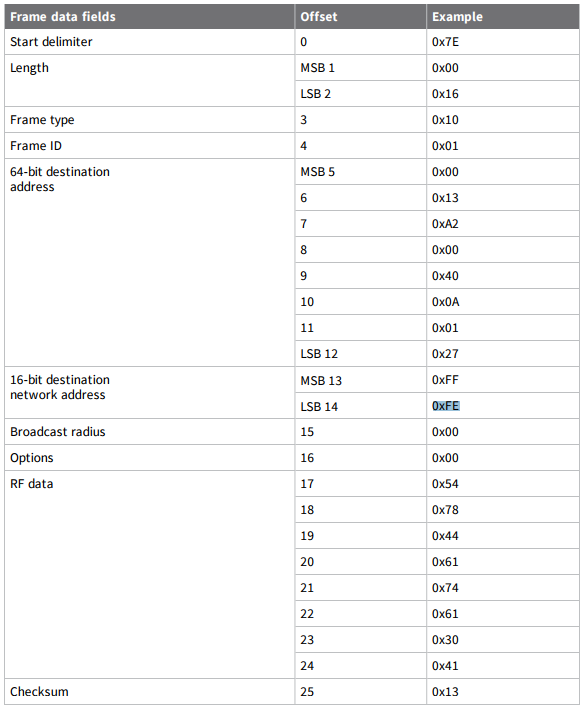 Frame data fields Offset Example
Start delimiter 0 0x7E
Length MSB 1 0x00
LSB 2 0x16
Frame type 3 0x10
Frame ID 4 0x01
64-bit destination
address
MSB 5 0x00
6 0x13
7 0xA2
8 0x00
9 0x40
10 0x0A
11 0x01
LSB 12 0x27
16-bit destination
network address
MSB 13 0xFF
LSB 14 0xFE
Broadcast radius 15 0x00
Options 16 0x00
RF data 17 0x54
18 0x78
19 0x44
20 0x61
21 0x74
22 0x61
23 0x30
24 0x41
Checksum 25 0x13